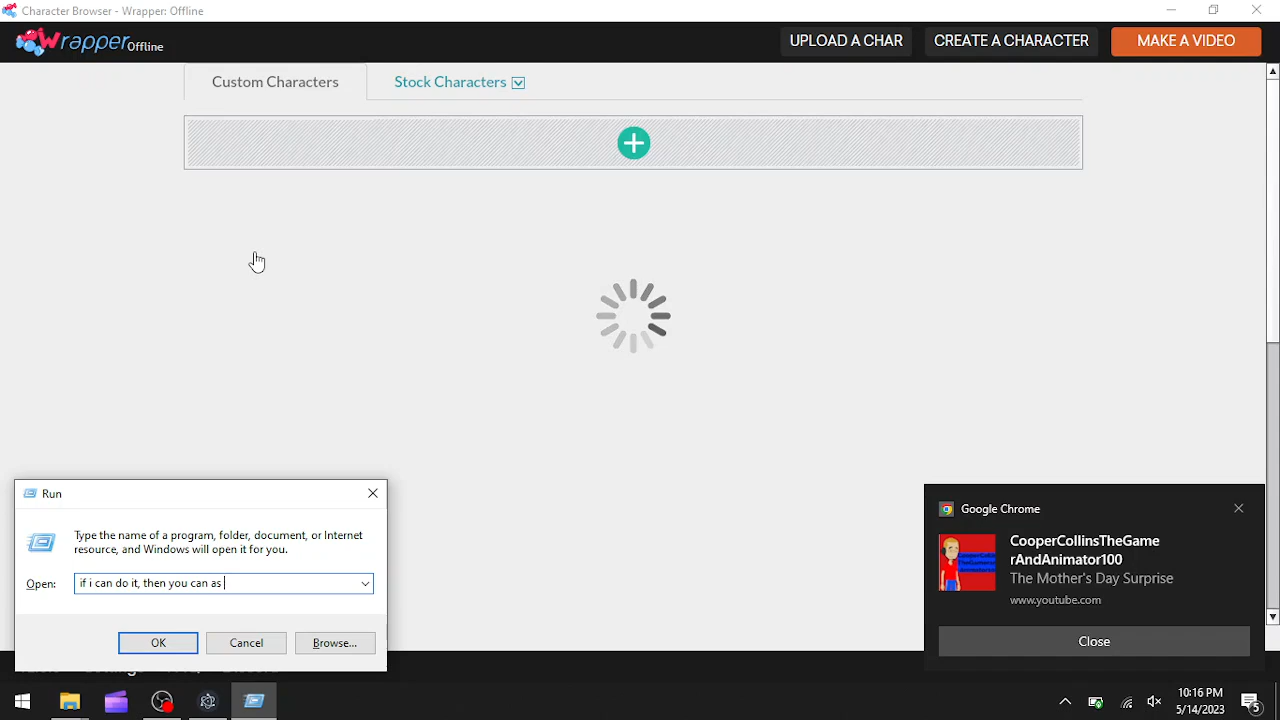 Character Browser - Wrapper: Offline
Wrapper Offline
UPLOAD A CHAR
CREATE A CHARACTER
MAKE A VIDEO
Custom Characters
Stock Characters
Run
Type the name of a program, folder, document, or Internet
resource, and Windows will open it for you.
Open:
if i can do it, then you can as
OK
Cancel
Browse...
Google Chrome
CooperCollinsTheGame
rAndAnimator100
The Mother's Day Surprise
www.youtube.com
Close
10:16 PM
5/14/2023
5